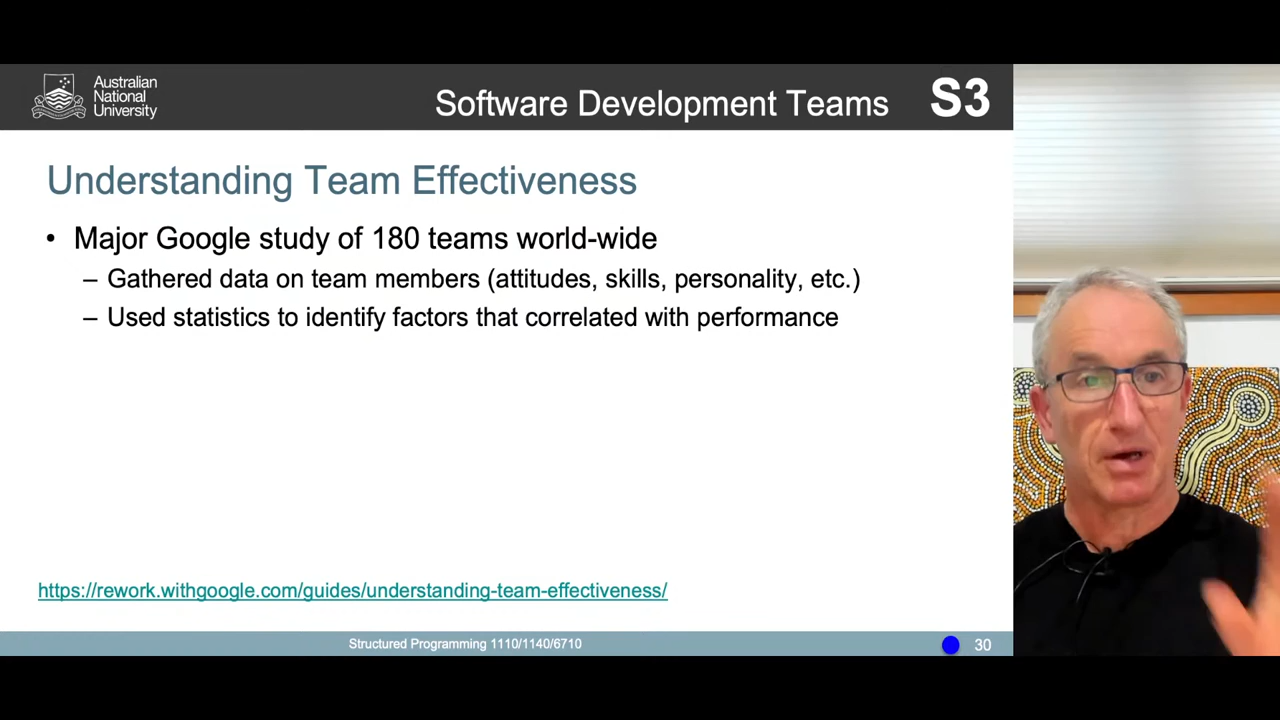 Australian
National
University
Software Development Teams S3
Understanding Team Effectiveness
• Major Google study of 180 teams world-wide
– Gathered data on team members (attitudes, skills, personality, etc.)
– Used statistics to identify factors that correlated with performance
https://rework.withgoogle.com/guides/understanding-team-effectiveness/
Structured Programming 1110/1140/6710
30